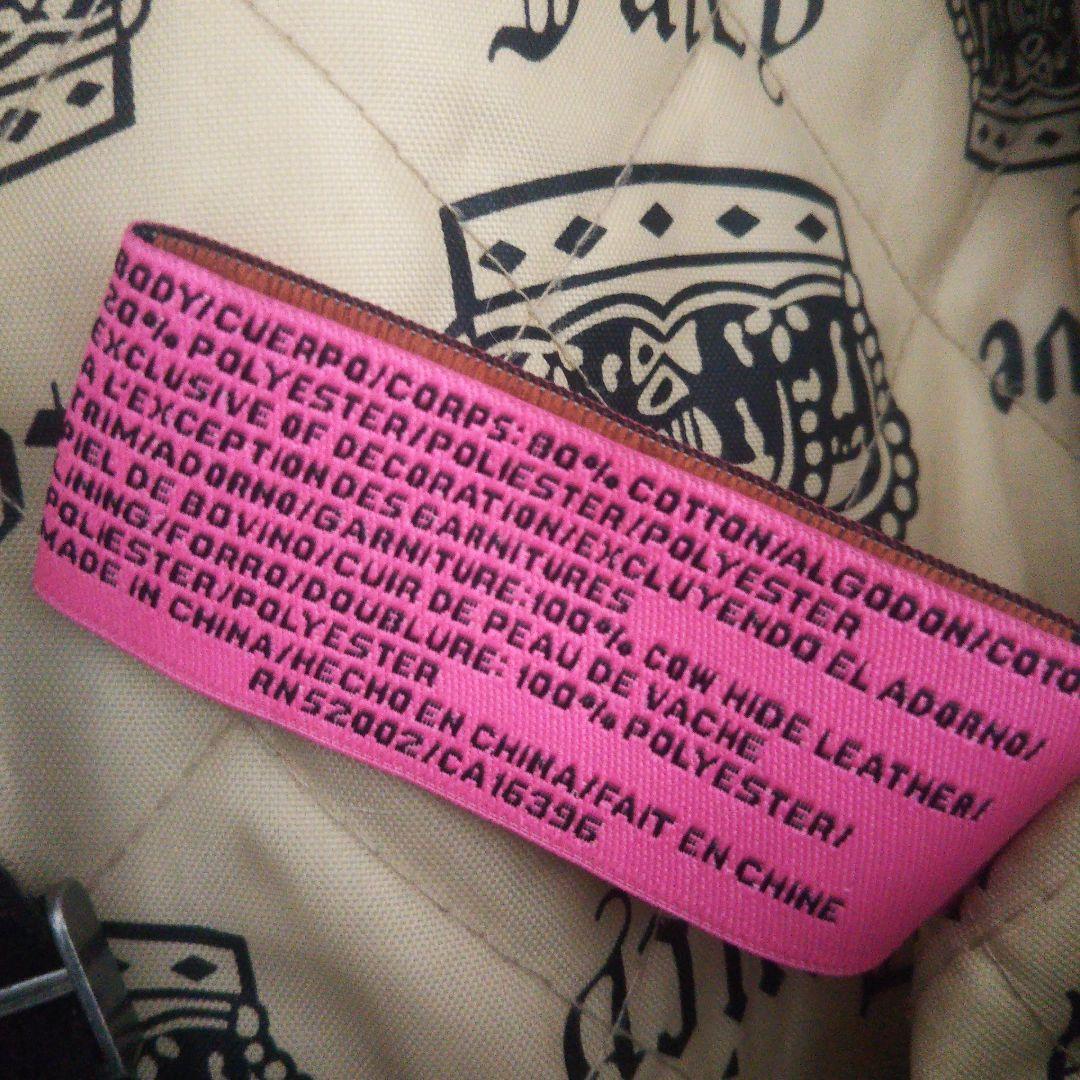 Juicy
BODY/CUERPO/CORPS: 80% COTTON/ALGODON/COTO
20% POLYESTER/POLIESTER/POLYESTER
EXCLUSIVE OF DECORATION/EXCLUYENDO EL ADORNO/
A L'EXCEPTION DES GARNITURES
TRIM/ADORNO/GARNITURE: 100% COW HIDE LEATHER/
PIEL DE BOVINO/CUIR DE PEAU DE VACHE
LINING/FORRO/DOUBLURE: 100% POLYESTER/
POLIESTER/POLYESTER
MADE IN CHINA/HECHO EN CHINA/FAIT EN CHINE
RN52002/CA16396